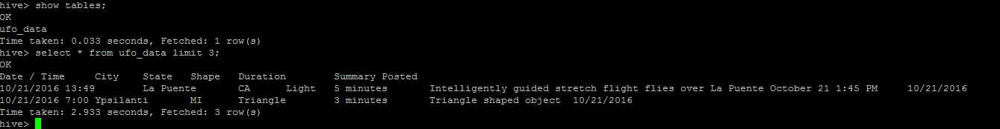 hive> show tables;
OK
ufo_data
Time taken: 0.033 seconds, Fetched: 1 row(s)
hive> select * from ufo_data limit 3;
OK
Date / Time City State Shape Duration Summary Posted
10/21/2016 13:49 La Puente CA Light 5 minutes Intelligently guided stretch flight flies over La Puente October 21 1:45 PM 10/21/2016
10/21/2016 7:00 Ypsilanti MI Triangle 3 minutes Triangle shaped object 10/21/2016
Time taken: 2.933 seconds, Fetched: 3 row(s)
hive>